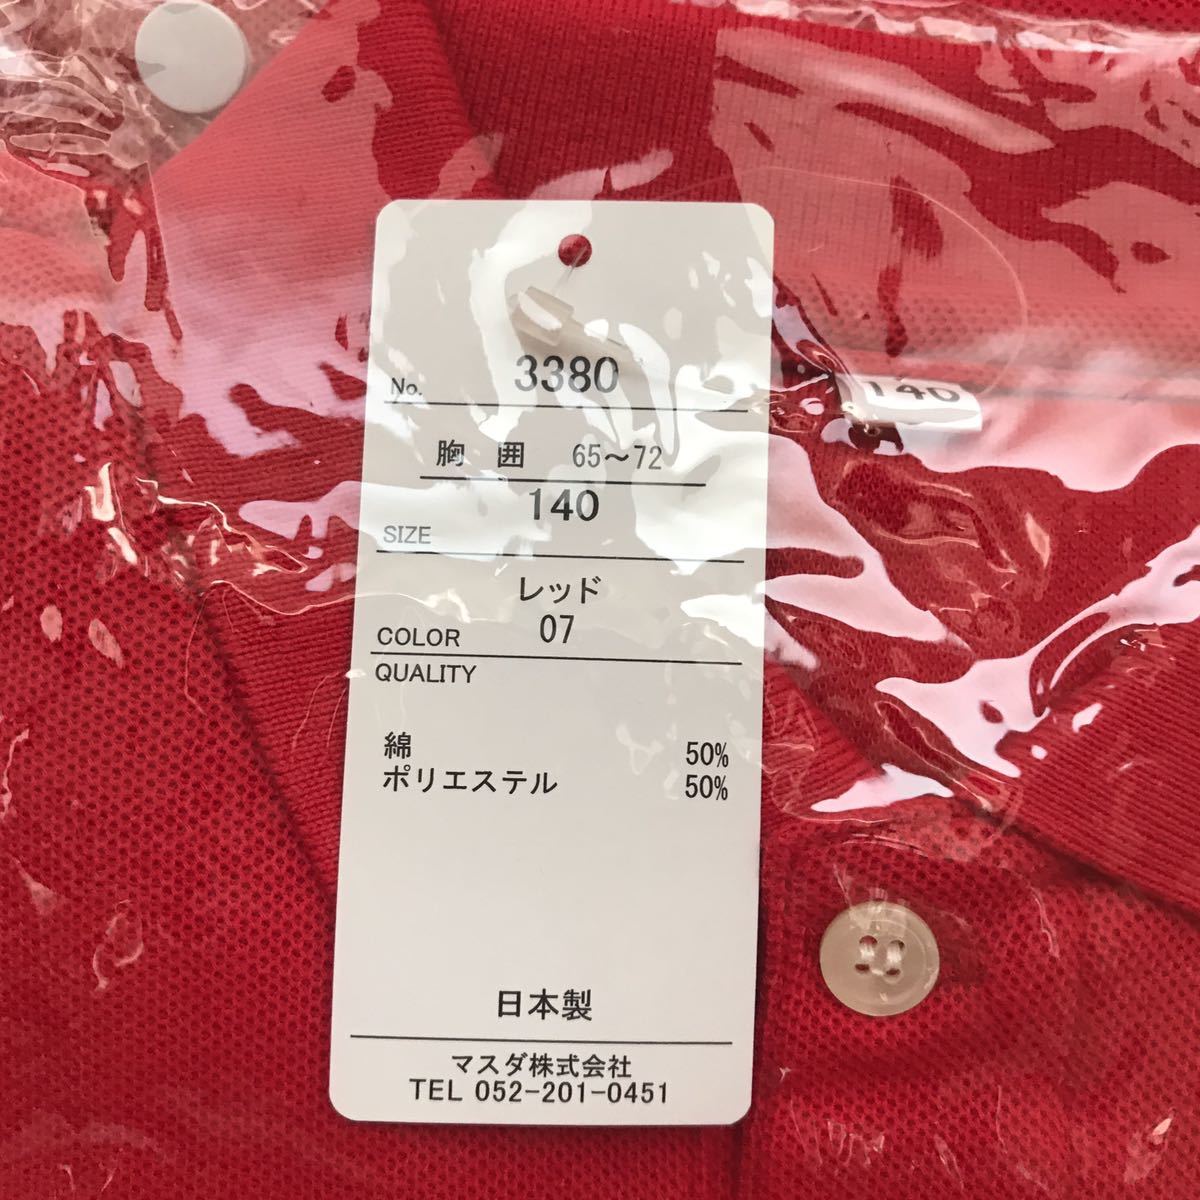 No. 3380
胸 囲 65～72
140
SIZE
レッド
COLOR 07
QUALITY
綿 50%
ポリエステル 50%
日本製
マスダ株式会社
TEL 052-201-0451
140